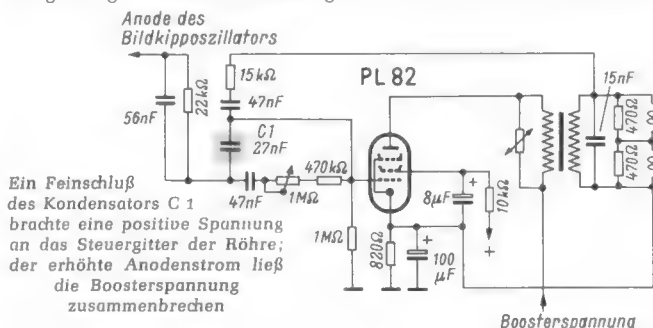 Anode des
Bildkipposzillators
15kΩ
PL 82
15nF
56nF
22kΩ
47nF
C1
27nF
470Ω
470Ω
47nF
1MΩ
470kΩ
8µF
+
10kΩ
+
1MΩ
820Ω
+
100
µF
Ein Feinschluß
des Kondensators C 1
brachte eine positive Spannung
an das Steuergitter der Röhre;
der erhöhte Anodenstrom ließ
die Boosterspannung
zusammenbrechen
Boosterspannung